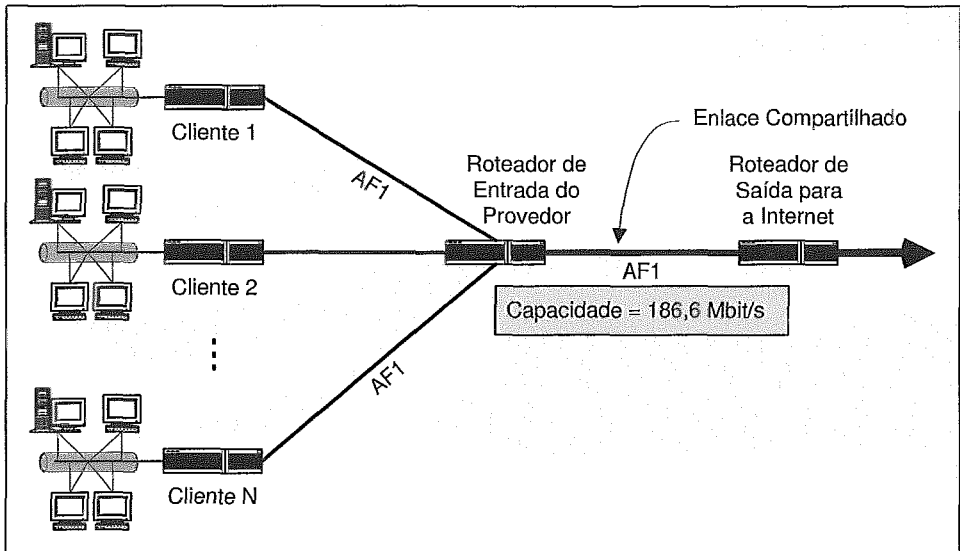 Cliente 1
AF1
Enlace Compartilhado
Roteador de
Entrada do
Provedor
Roteador de
Saída para
a Internet
Cliente 2
AF1
Capacidade = 186,6 Mbit/s
AF1
Cliente N